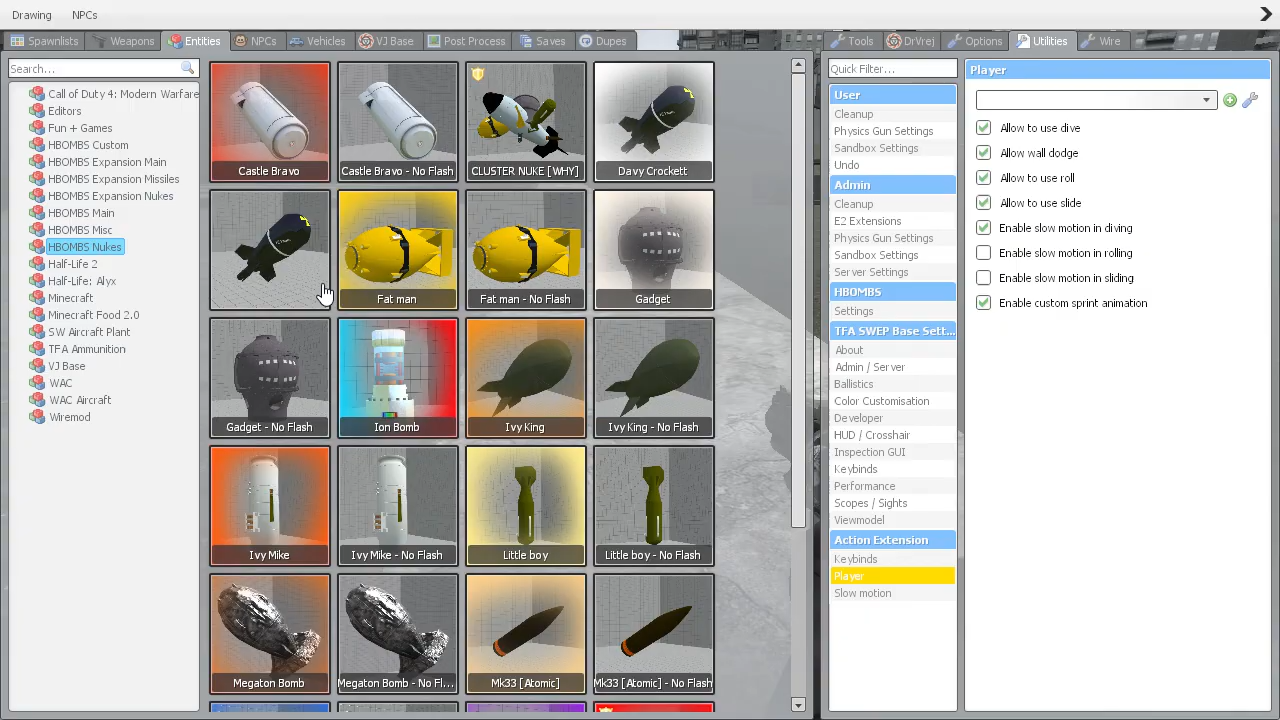 Drawing NPCs
Spawnlists Weapons Entities NPCs Vehicles VJ Base Post Process Saves Dupes
Tools DrVrej Options Utilities Wire
Search...
Call of Duty 4: Modern Warfare
Editors
Fun + Games
HBOMBS Custom
HBOMBS Expansion Main
HBOMBS Expansion Missiles
HBOMBS Expansion Nukes
HBOMBS Main
HBOMBS Misc
HBOMBS Nukes
Half-Life 2
Half-Life: Alyx
Minecraft
Minecraft Food 2.0
SW Aircraft Plant
TFA Ammunition
VJ Base
WAC
WAC Aircraft
Wiremod
Castle Bravo
Castle Bravo - No Flash
CLUSTER NUKE [WHY]
Davy Crockett
Fat man
Fat man - No Flash
Gadget
Gadget - No Flash
Ion Bomb
Ivy King
Ivy King - No Flash
Ivy Mike
Ivy Mike - No Flash
Little boy
Little boy - No Flash
Megaton Bomb
Megaton Bomb - No Fl...
Mk33 [Atomic]
Mk33 [Atomic] - No Flash
Quick Filter...
User
Cleanup
Physics Gun Settings
Sandbox Settings
Undo
Admin
Cleanup
E2 Extensions
Physics Gun Settings
Sandbox Settings
Server Settings
HBOMBS
Settings
TFA SWEP Base Sett...
About
Admin / Server
Ballistics
Color Customisation
Developer
HUD / Crosshair
Inspection GUI
Keybinds
Performance
Scopes / Sights
Viewmodel
Action Extension
Keybinds
Player
Slow motion
Player
Allow to use dive
Allow wall dodge
Allow to use roll
Allow to use slide
Enable slow motion in diving
Enable slow motion in rolling
Enable slow motion in sliding
Enable custom sprint animation